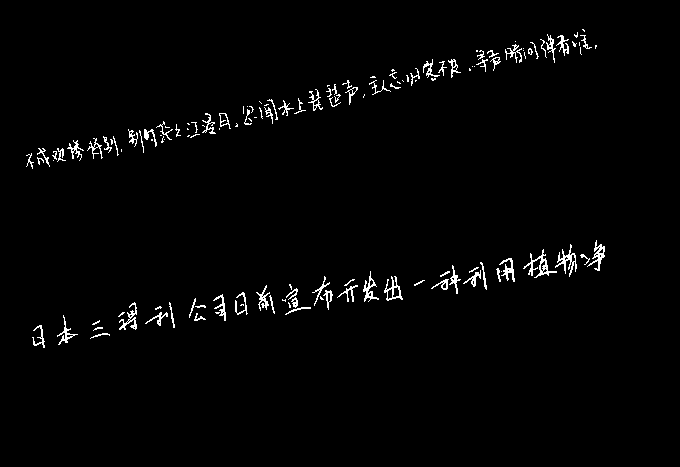 不成欢惨将别,别时茫茫江浸月。忽闻水上琵琶声,主人忘归客不发。寻声暗问弹者谁,
日本三得利公司日前宣布开发出一种利用植物净